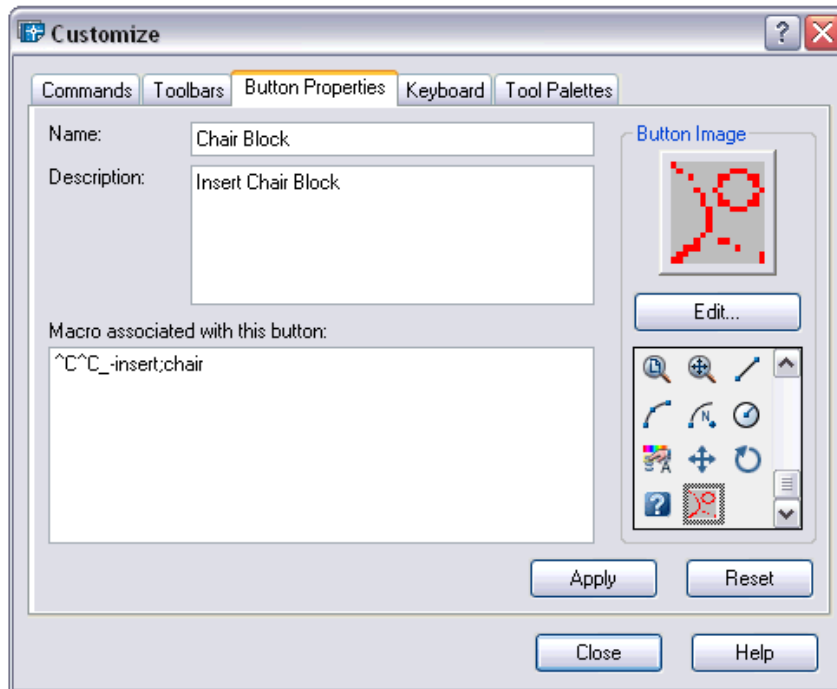 Customize
Commands Toolbars Button Properties Keyboard Tool Palettes
Name: Chair Block
Description: Insert Chair Block
Button Image
Edit...
Macro associated with this button:
^C^C_-insert;chair
Apply Reset
Close Help